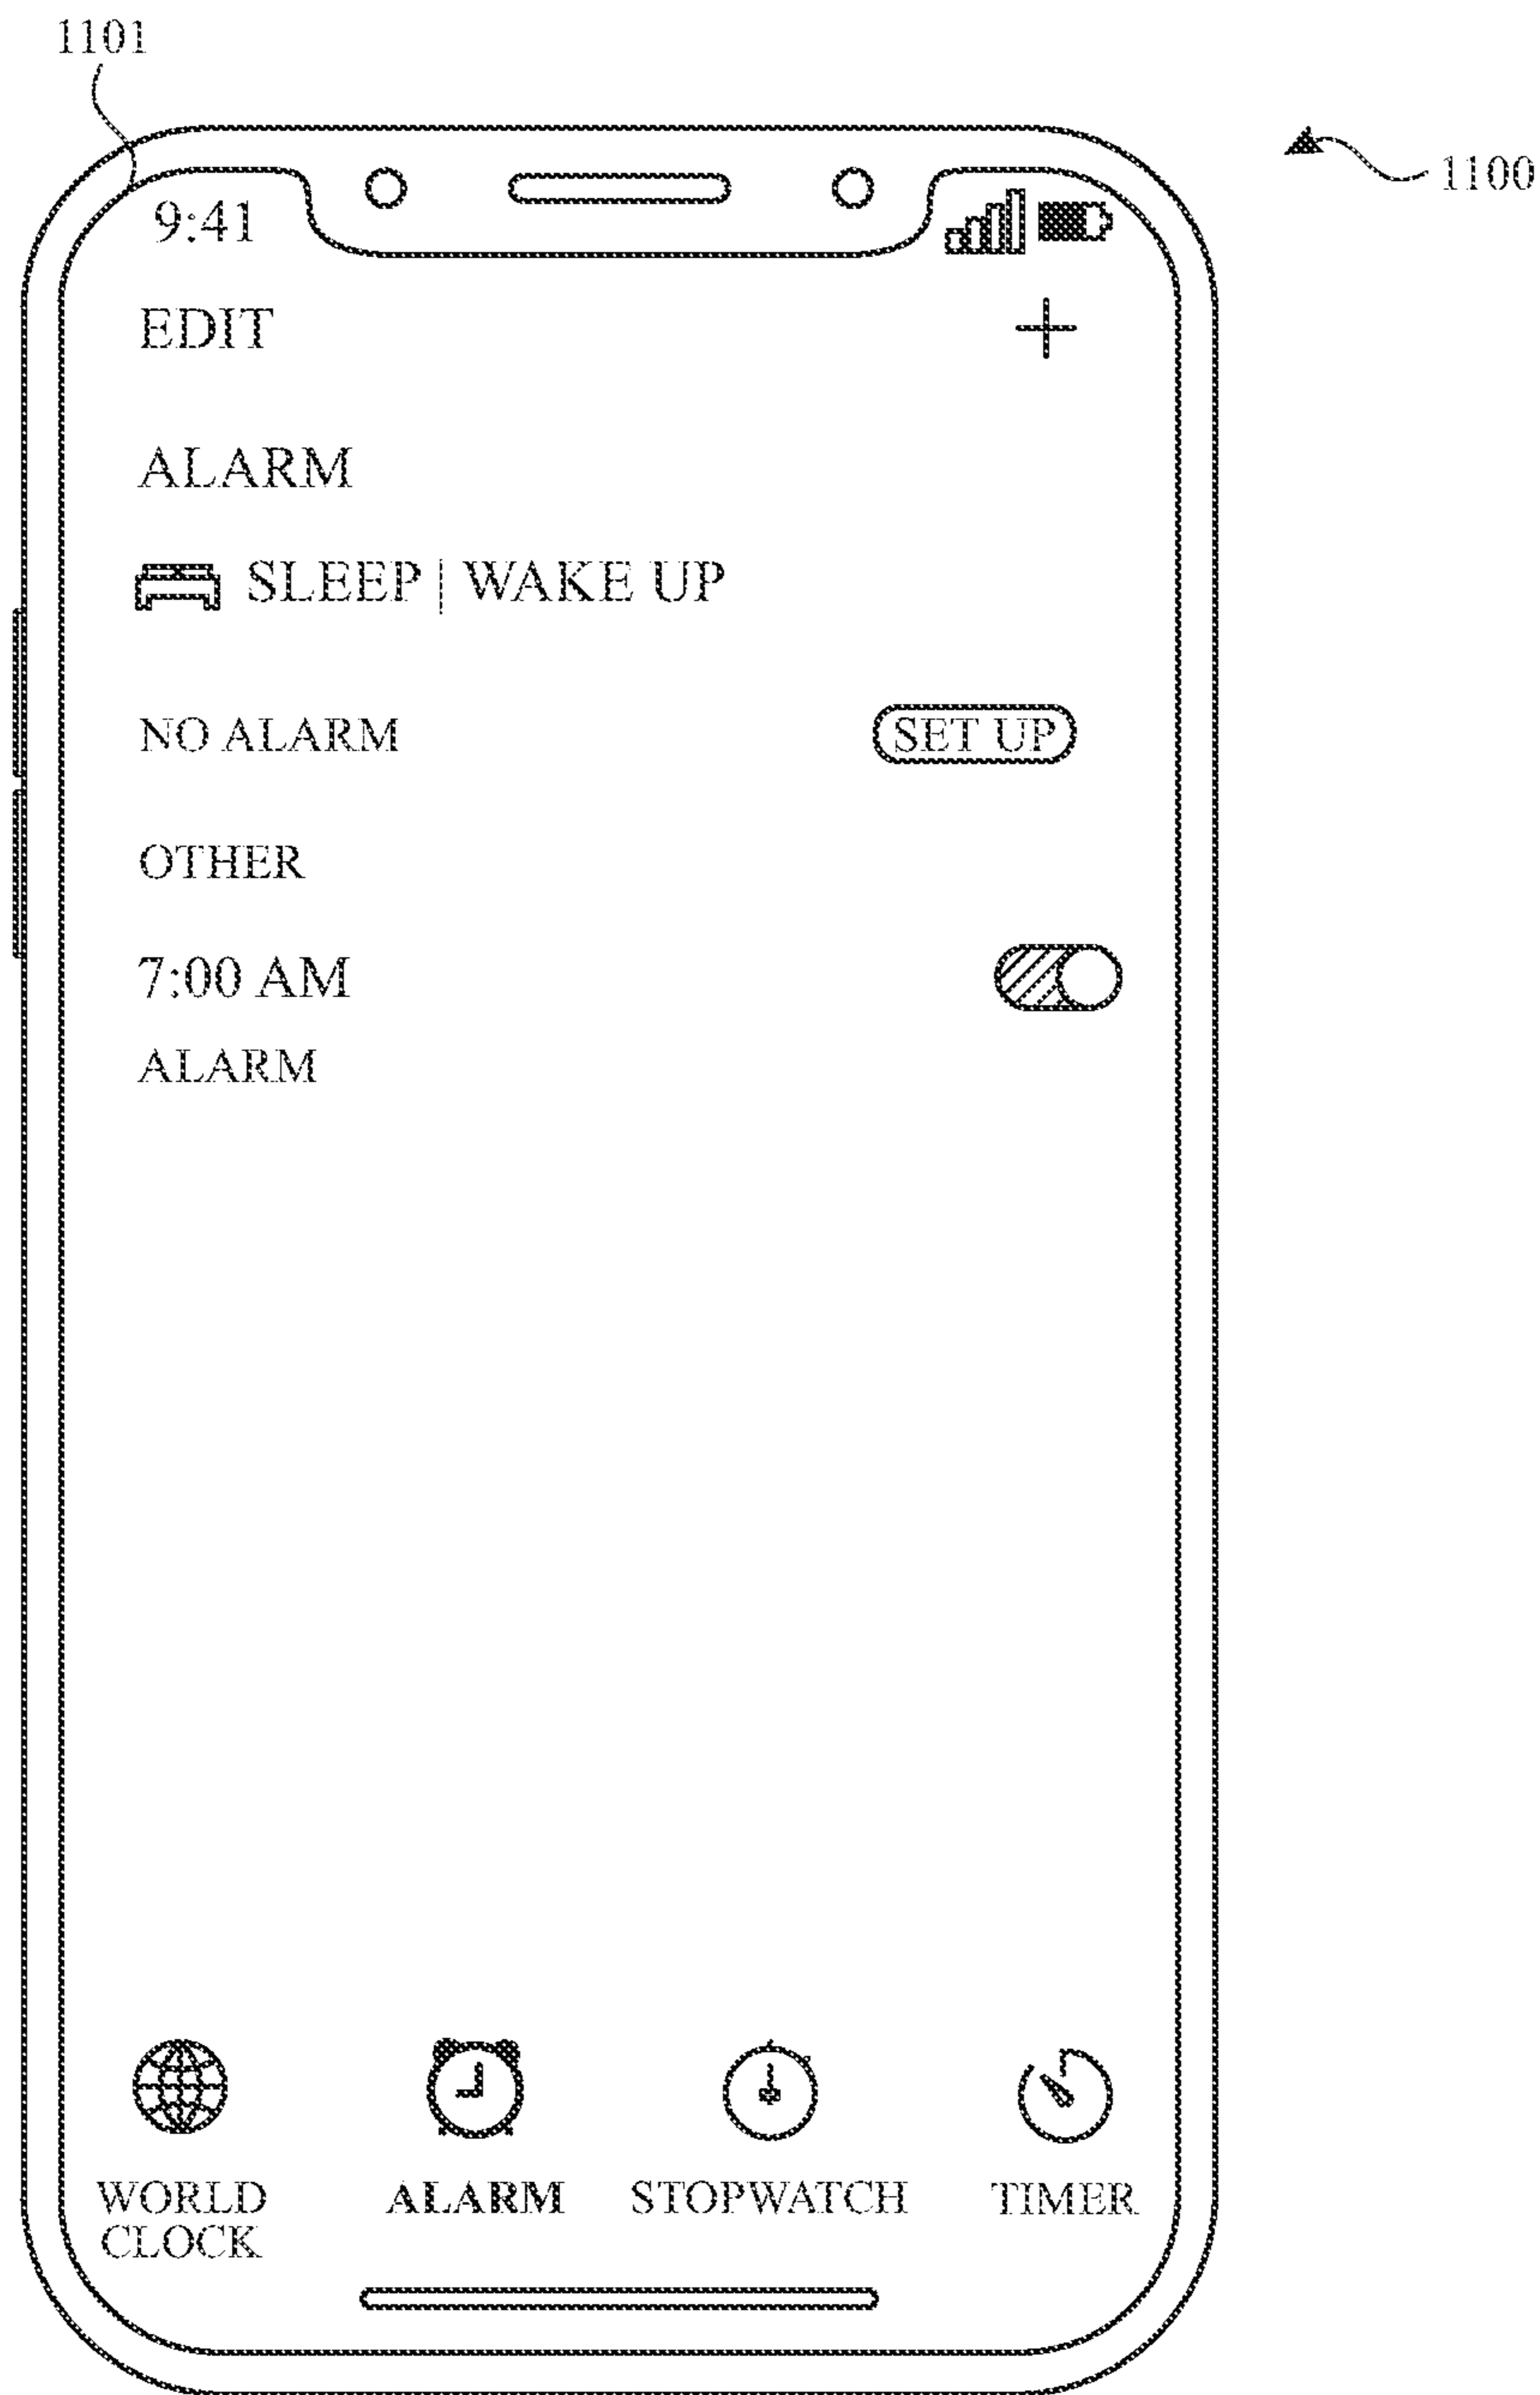 1101
1100
9:41
EDIT +
ALARM
SLEEP | WAKE UP
NO ALARM SET UP
OTHER
7:00 AM
ALARM
WORLD CLOCK ALARM STOPWATCH TIMER